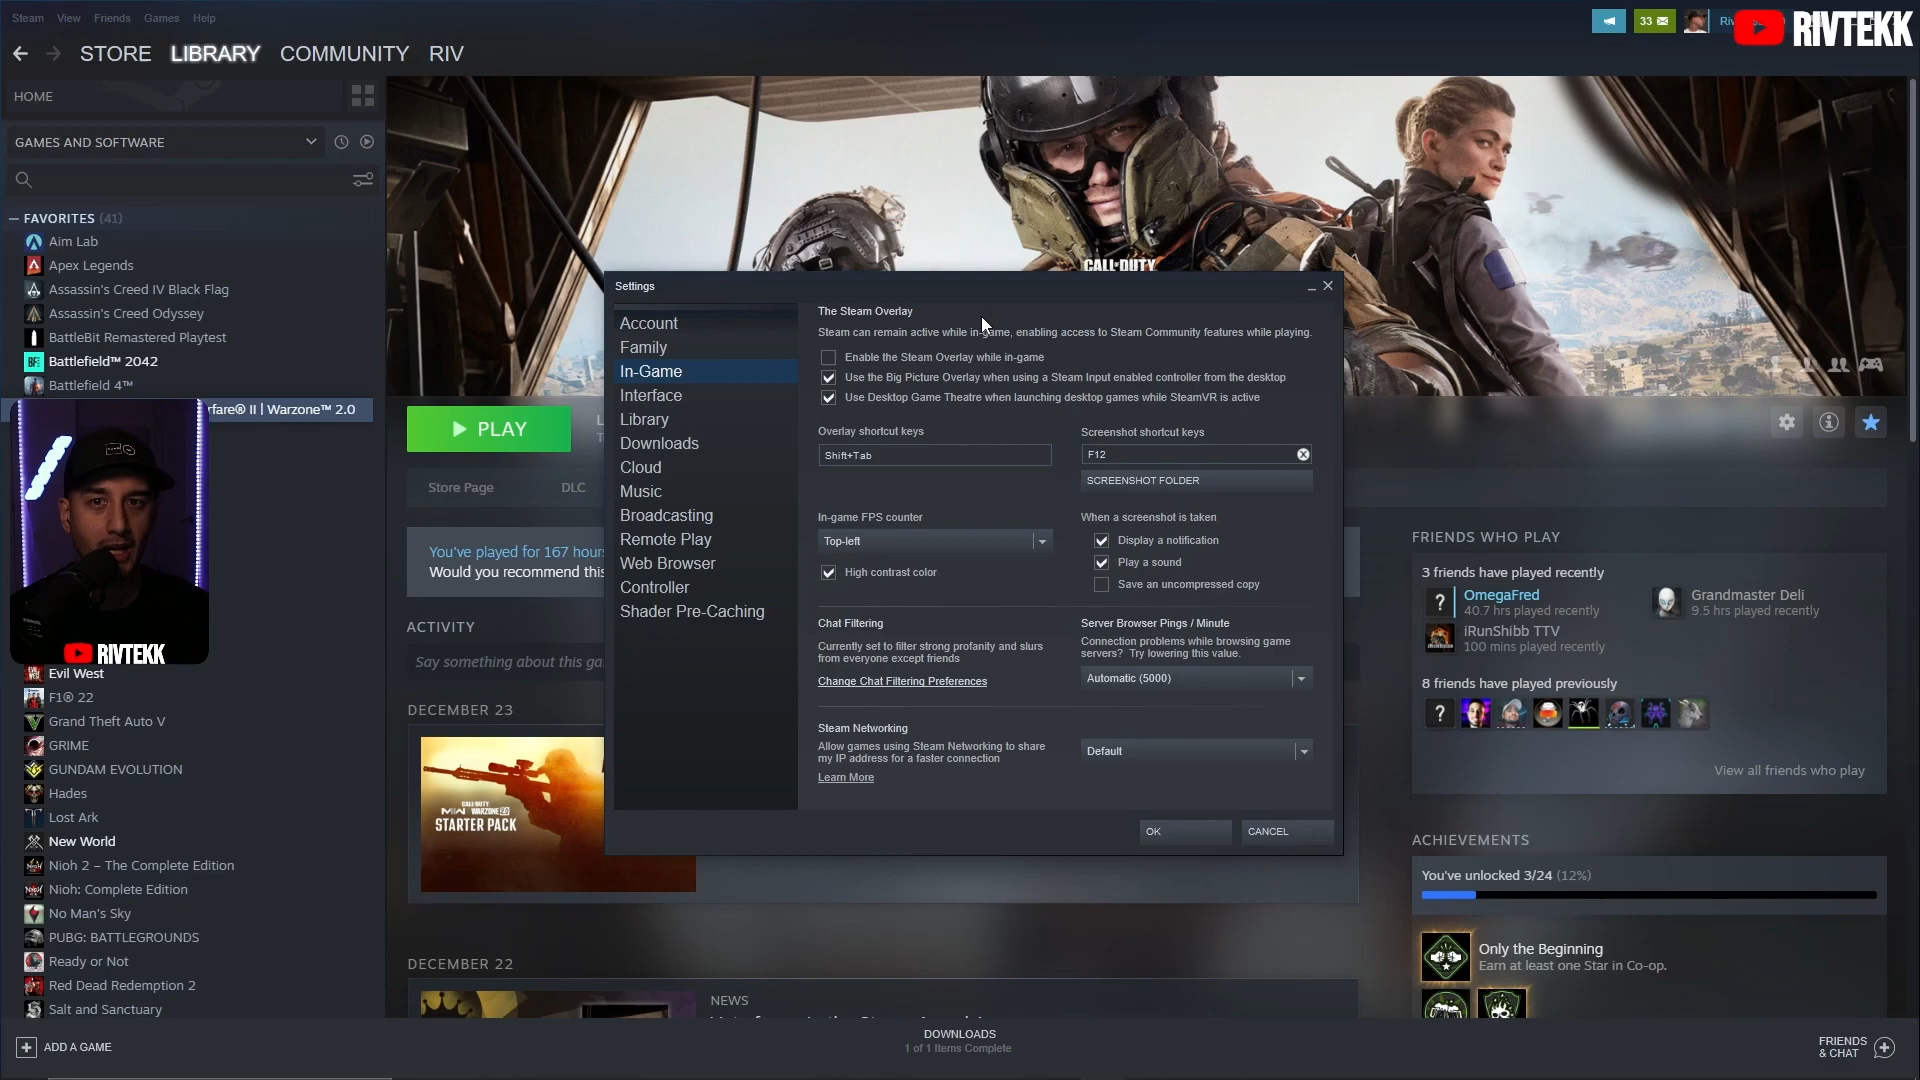 Steam View Friends Games Help
33
RIVTEKK
STORE LIBRARY COMMUNITY RIV
HOME
GAMES AND SOFTWARE
FAVORITES (41)
Aim Lab
Apex Legends
Assassin's Creed IV Black Flag
Assassin's Creed Odyssey
BattleBit Remastered Playtest
Battlefield™ 2042
Battlefield 4™
rfare® II | Warzone™ 2.0
RIVTEKK
Evil West
F1® 22
Grand Theft Auto V
GRIME
GUNDAM EVOLUTION
Hades
Lost Ark
New World
Nioh 2 – The Complete Edition
Nioh: Complete Edition
No Man's Sky
PUBG: BATTLEGROUNDS
Ready or Not
Red Dead Redemption 2
Salt and Sanctuary
ADD A GAME
CALL OF DUTY
PLAY
Store Page DLC
You've played for 167 hours
Would you recommend this
ACTIVITY
Say something about this ga
DECEMBER 23
CALL OF DUTY
MWII WARZONE 2.0
STARTER PACK
DECEMBER 22
NEWS
Settings
Account
Family
In-Game
Interface
Library
Downloads
Cloud
Music
Broadcasting
Remote Play
Web Browser
Controller
Shader Pre-Caching
The Steam Overlay
Steam can remain active while in-game, enabling access to Steam Community features while playing.
Enable the Steam Overlay while in-game
Use the Big Picture Overlay when using a Steam Input enabled controller from the desktop
Use Desktop Game Theatre when launching desktop games while SteamVR is active
Overlay shortcut keys
Shift+Tab
Screenshot shortcut keys
F12
SCREENSHOT FOLDER
In-game FPS counter
Top-left
High contrast color
When a screenshot is taken
Display a notification
Play a sound
Save an uncompressed copy
Chat Filtering
Currently set to filter strong profanity and slurs
from everyone except friends
Change Chat Filtering Preferences
Server Browser Pings / Minute
Connection problems while browsing game
servers? Try lowering this value.
Automatic (5000)
Steam Networking
Allow games using Steam Networking to share
my IP address for a faster connection
Learn More
Default
OK
CANCEL
FRIENDS WHO PLAY
3 friends have played recently
OmegaFred
40.7 hrs played recently
Grandmaster Deli
9.5 hrs played recently
iRunShibb TTV
100 mins played recently
8 friends have played previously
View all friends who play
ACHIEVEMENTS
You've unlocked 3/24 (12%)
Only the Beginning
Earn at least one Star in Co-op.
DOWNLOADS
1 of 1 Items Complete
FRIENDS
& CHAT